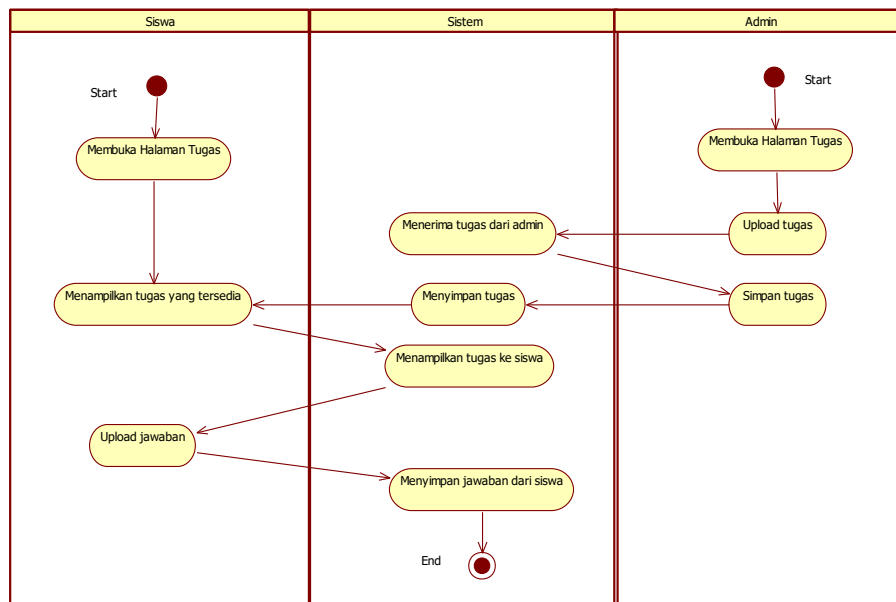 Siswa
Sistem
Admin
Start
Start
Membuka Halaman Tugas
Membuka Halaman Tugas
Menerima tugas dari admin
Upload tugas
Menampilkan tugas yang tersedia
Menyimpan tugas
Simpan tugas
Menampilkan tugas ke siswa
Upload jawaban
Menyimpan jawaban dari siswa
End